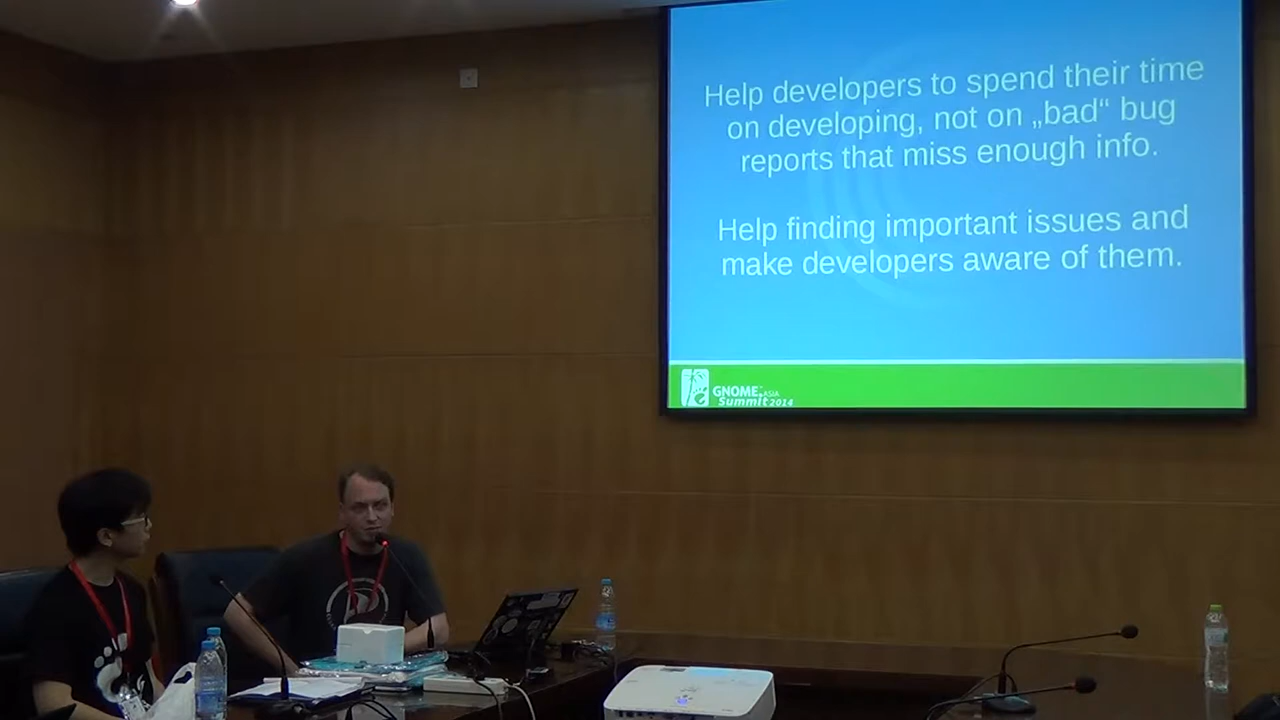 Help developers to spend their time
on developing, not on „bad“ bug
reports that miss enough info.
Help finding important issues and
make developers aware of them.
GNOME.ASIA
Summit 2014